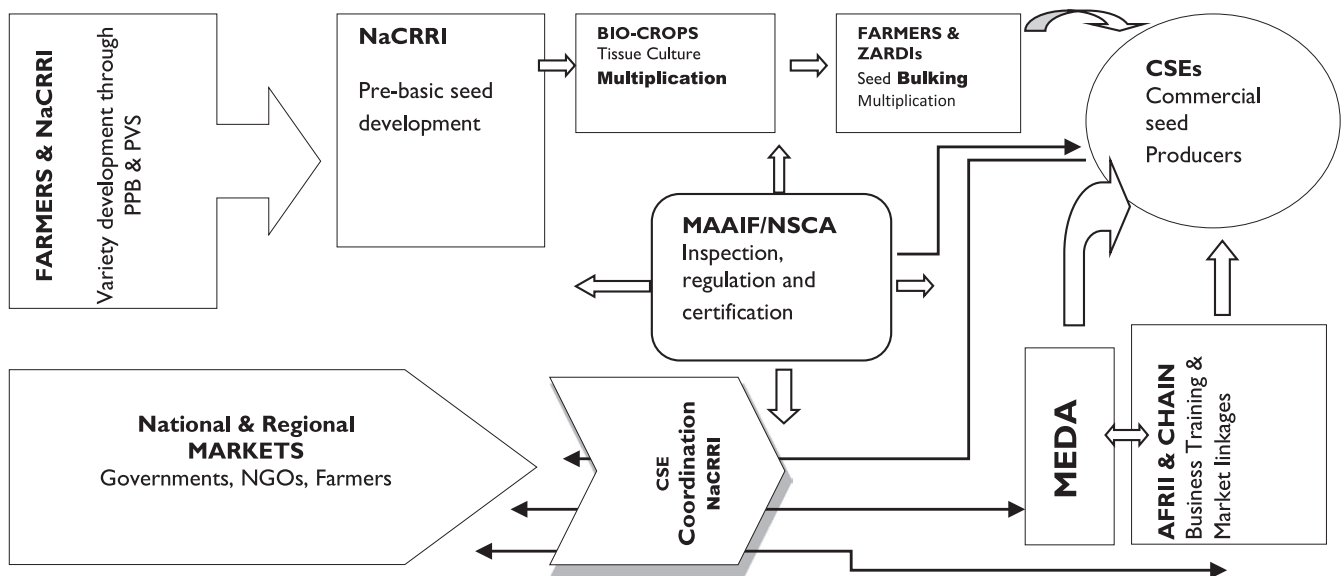 FARMERS & NaCRRI
Variety development through
PPB & PVS
NaCRRI
Pre-basic seed
development
BIO-CROPS
Tissue Culture
Multiplication
FARMERS &
ZARDIs
Seed Bulking
Multiplication
CSEs
Commercial
seed
Producers
MAAIF/NSCA
Inspection,
regulation and
certification
National & Regional
MARKETS
Governments, NGOs, Farmers
CSE
Coordination
NaCRRI
MEDA
AFRII & CHAIN
Business Training &
Market linkages